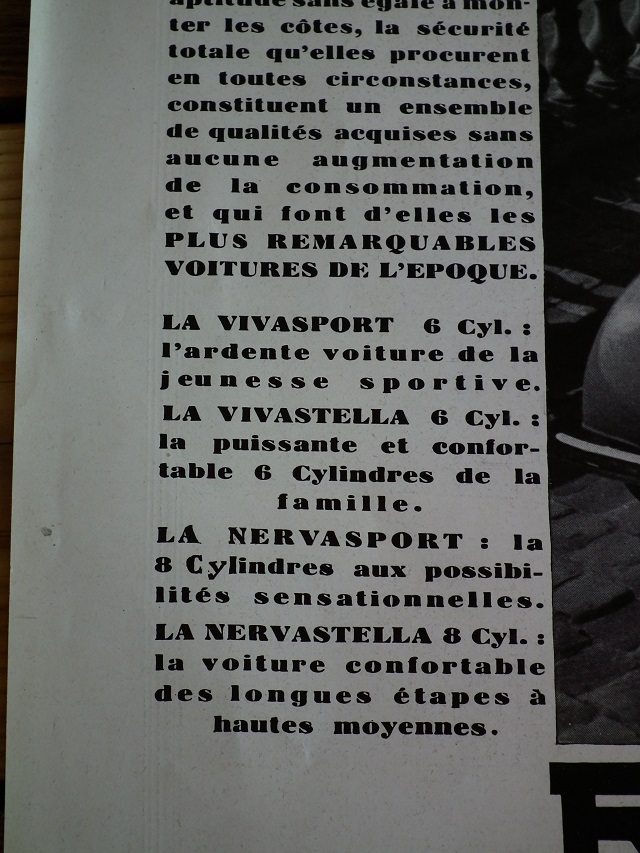 aptitude sans égale à mon-
ter les côtes, la sécurité
totale qu'elles procurent
en toutes circonstances,
constituent un ensemble
de qualités acquises sans
aucune augmentation
de la consommation,
et qui font d'elles les
PLUS REMARQUABLES
VOITURES DE L'EPOQUE.
LA VIVASPORT 6 Cyl. :
l'ardente voiture de la
jeunesse sportive.
LA VIVASTELLA 6 Cyl. :
la puissante et confor-
table 6 Cylindres de la
famille.
LA NERVASPORT : la
8 Cylindres aux possibi-
lités sensationnelles.
LA NERVASTELLA 8 Cyl. :
la voiture confortable
des longues étapes à
hautes moyennes.